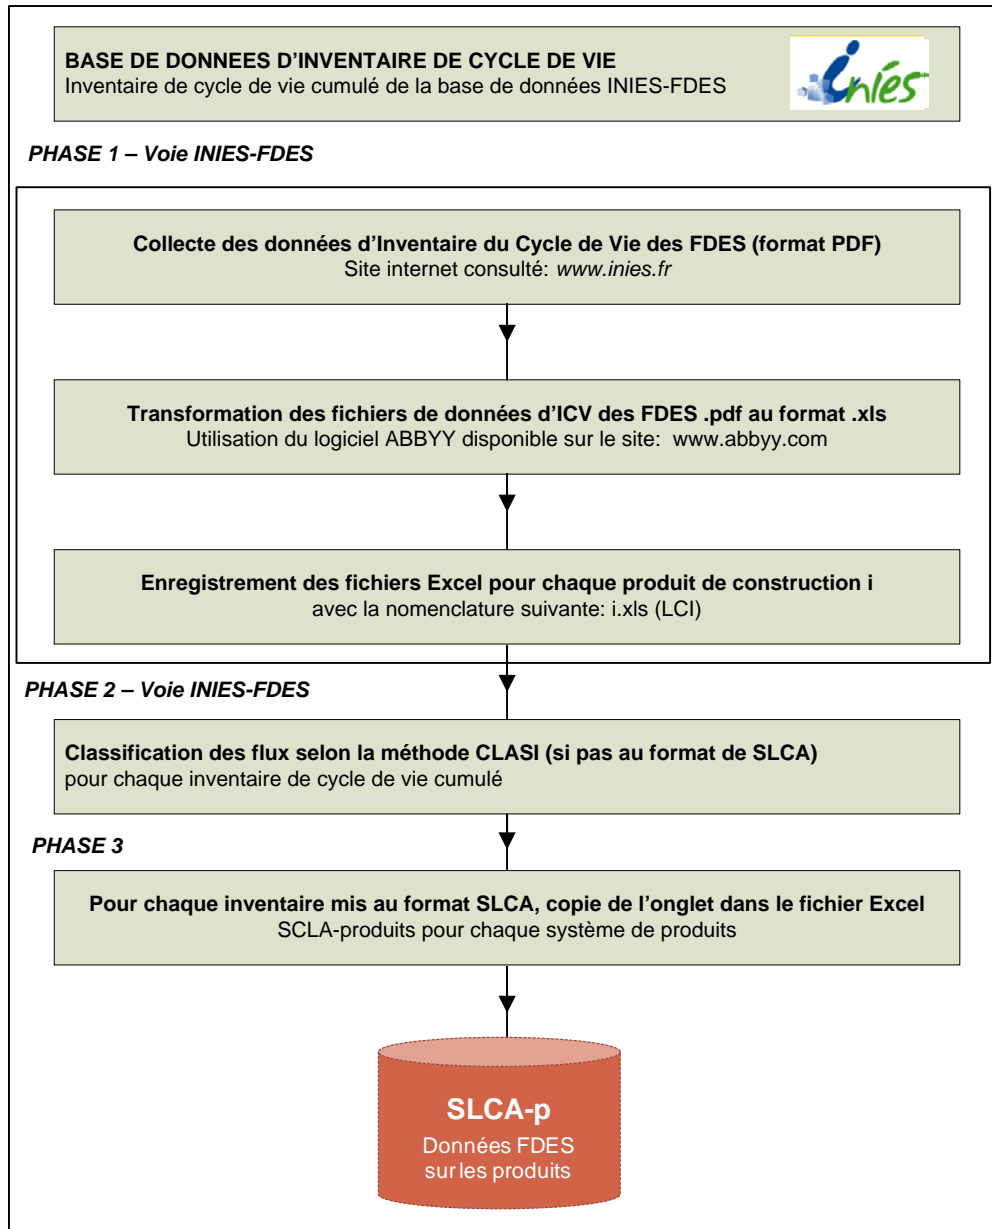 BASE DE DONNEES D'INVENTAIRE DE CYCLE DE VIE
Inventaire de cycle de vie cumulé de la base de données INIES-FDES
iniés
PHASE 1 – Voie INIES-FDES
Collecte des données d'Inventaire du Cycle de Vie des FDES (format PDF)
Site internet consulté: www.inies.fr
Transformation des fichiers de données d'ICV des FDES .pdf au format .xls
Utilisation du logiciel ABBYY disponible sur le site: www.abbyy.com
Enregistrement des fichiers Excel pour chaque produit de construction i
avec la nomenclature suivante: i.xls (LCI)
PHASE 2 – Voie INIES-FDES
Classification des flux selon la méthode CLASI (si pas au format de SLCA)
pour chaque inventaire de cycle de vie cumulé
PHASE 3
Pour chaque inventaire mis au format SLCA, copie de l'onglet dans le fichier Excel
SCLA-produits pour chaque système de produits
SLCA-p
Données FDES
sur les produits